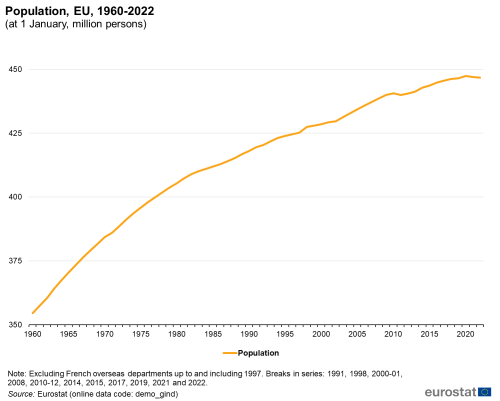 Population, EU, 1960-2022
(at 1 January, million persons)
450
425
400
375
350
1960 1965 1970 1975 1980 1985 1990 1995 2000 2005 2010 2015 2020
Population
Note: Excluding French overseas departments up to and including 1997. Breaks in series: 1991, 1998, 2000-01,
2008, 2010-12, 2014, 2015, 2017, 2019, 2021 and 2022.
Source: Eurostat (online data code: demo_gind)
eurostat